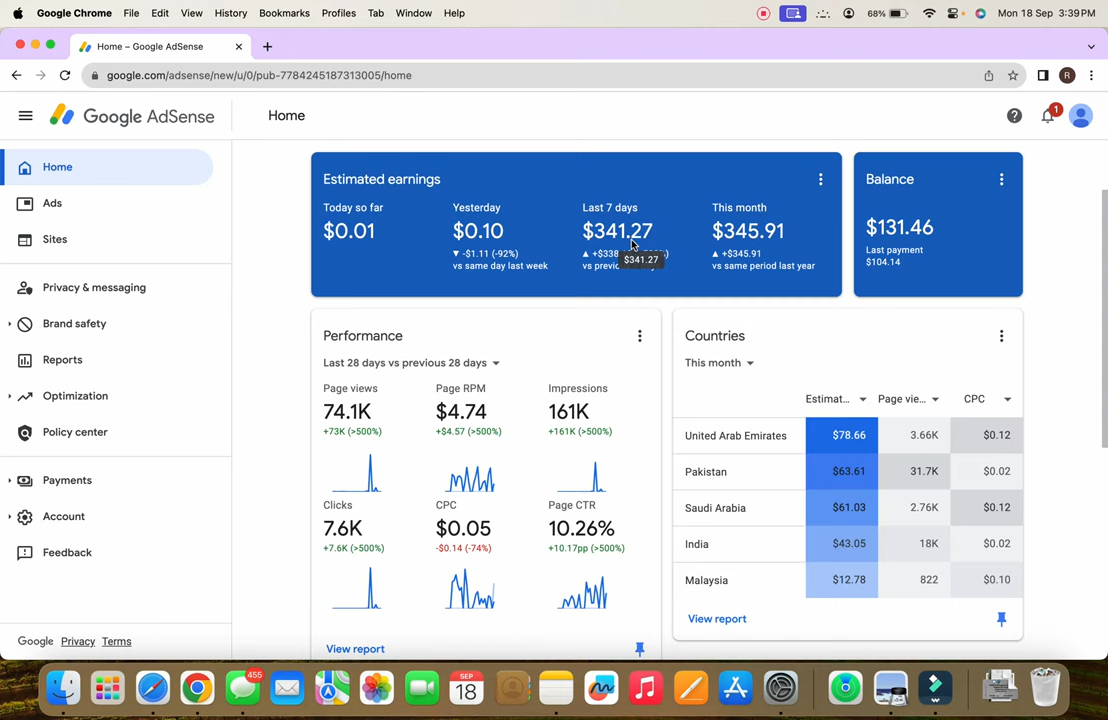 Google Chrome File Edit View History Bookmarks Profiles Tab Window Help 68% Mon 18 Sep 3:39 PM
Home – Google AdSense
google.com/adsense/new/u/0/pub-7784245187313005/home R
Google AdSense Home 1
Home
Ads
Sites
Privacy & messaging
Brand safety
Reports
Optimization
Policy center
Payments
Account
Feedback
Google Privacy Terms
Estimated earnings
Today so far Yesterday Last 7 days This month
$0.01 $0.10 $341.27 $345.91
-$1.11 (-92%) +$338 +$345.91
vs same day last week vs previ vs same period last year
$341.27
Balance
$131.46
Last payment
$104.14
Performance
Last 28 days vs previous 28 days
Page views Page RPM Impressions
74.1K $4.74 161K
+73K (>500%) +$4.57 (>500%) +161K (>500%)
Clicks CPC Page CTR
7.6K $0.05 10.26%
+7.6K (>500%) -$0.14 (-74%) +10.17pp (>500%)
View report
Countries
This month
Estimat... Page vie... CPC
United Arab Emirates $78.66 3.66K $0.12
Pakistan $63.61 31.7K $0.02
Saudi Arabia $61.03 2.76K $0.12
India $43.05 18K $0.02
Malaysia $12.78 822 $0.10
View report
455
SEP
18